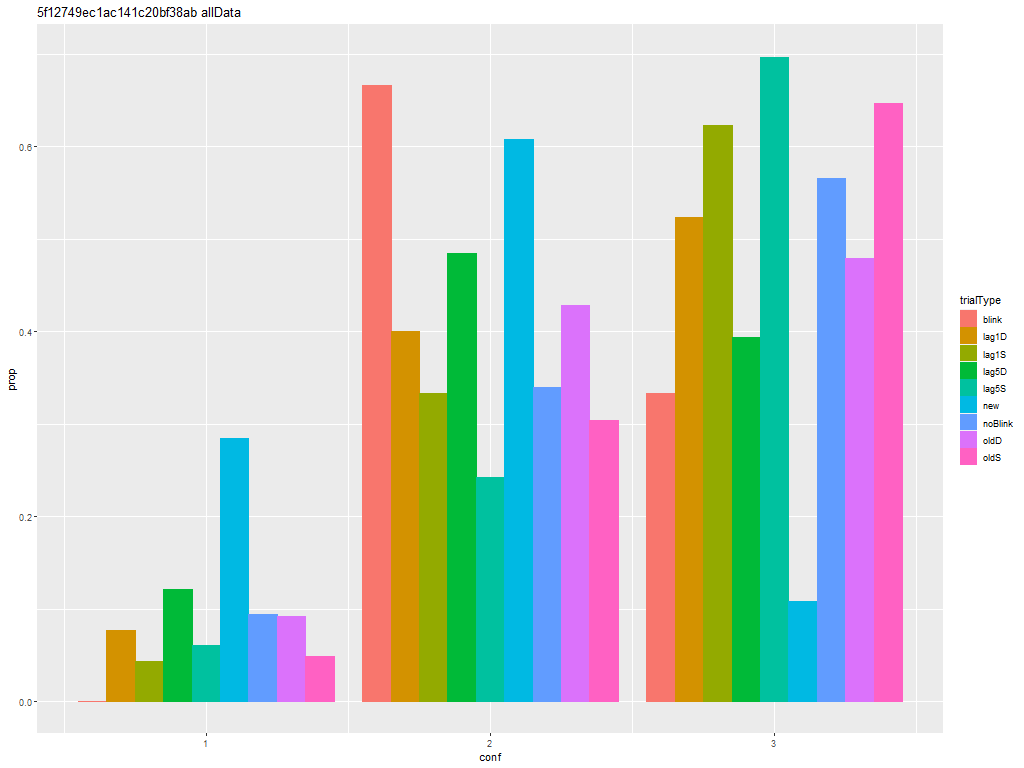 5f12749ec1ac141c20bf38ab allData
prop
0.6
0.4
0.2
0.0
1
2
3
conf
trialType
blink
lag1D
lag1S
lag5D
lag5S
new
noBlink
oldD
oldS